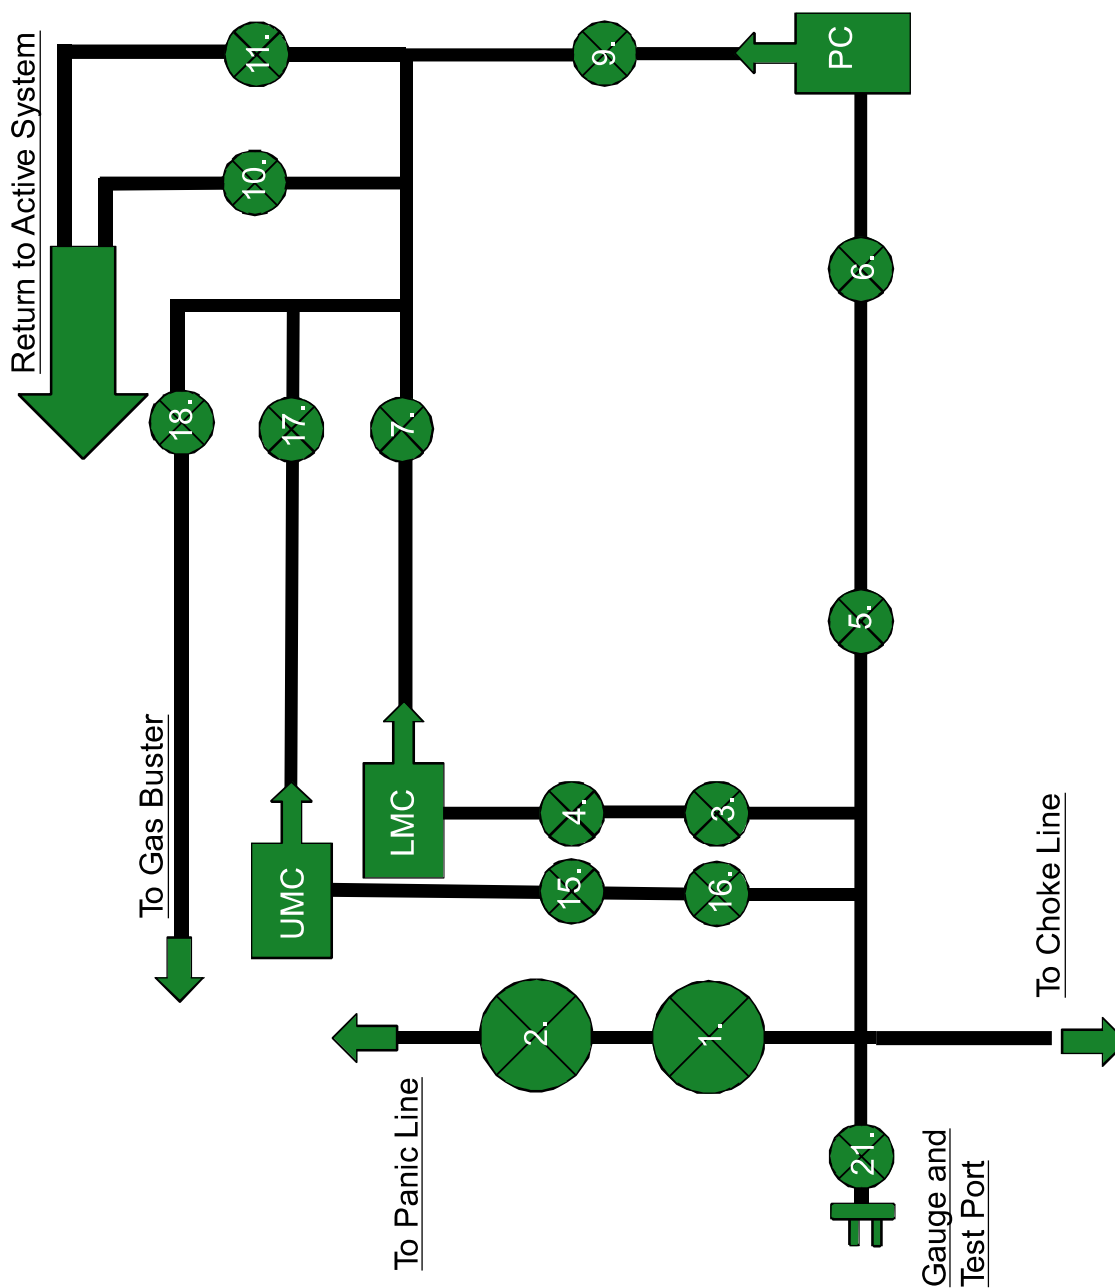 Return to Active System
To Gas Buster
18.
10.
11.
UMC
17.
LMC
7.
To Panic Line
2.
15.
4.
9.
1.
16.
3.
PC
21.
5.
6.
Gauge and
Test Port
To Choke Line